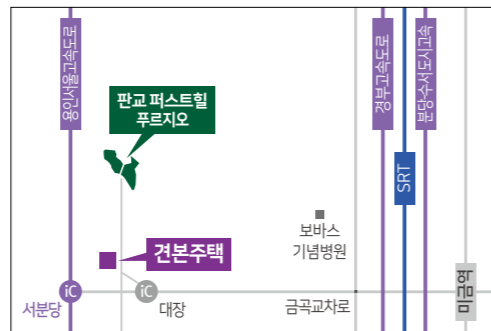 용인서울고속도로
경부고속도로
분당·수서도시고속
판교 퍼스트힐
푸르지오
SRT
보바스
기념병원
견본주택
iC
서분당
iC
대장
금곡교차로
미금역